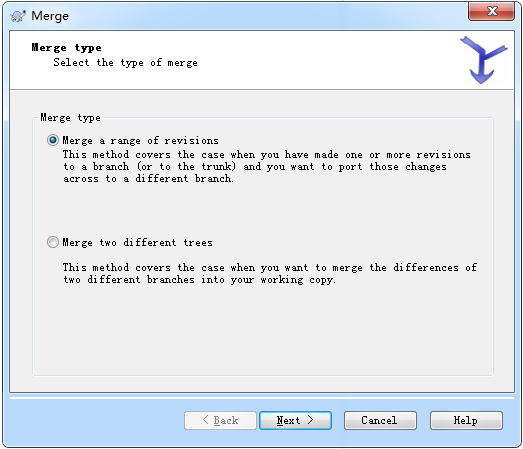 Merge
Merge type
Select the type of merge
Merge type
Merge a range of revisions
This method covers the case when you have made one or more revisions
to a branch (or to the trunk) and you want to port those changes
across to a different branch.
Merge two different trees
This method covers the case when you want to merge the differences of
two different branches into your working copy.
< Back Next > Cancel Help